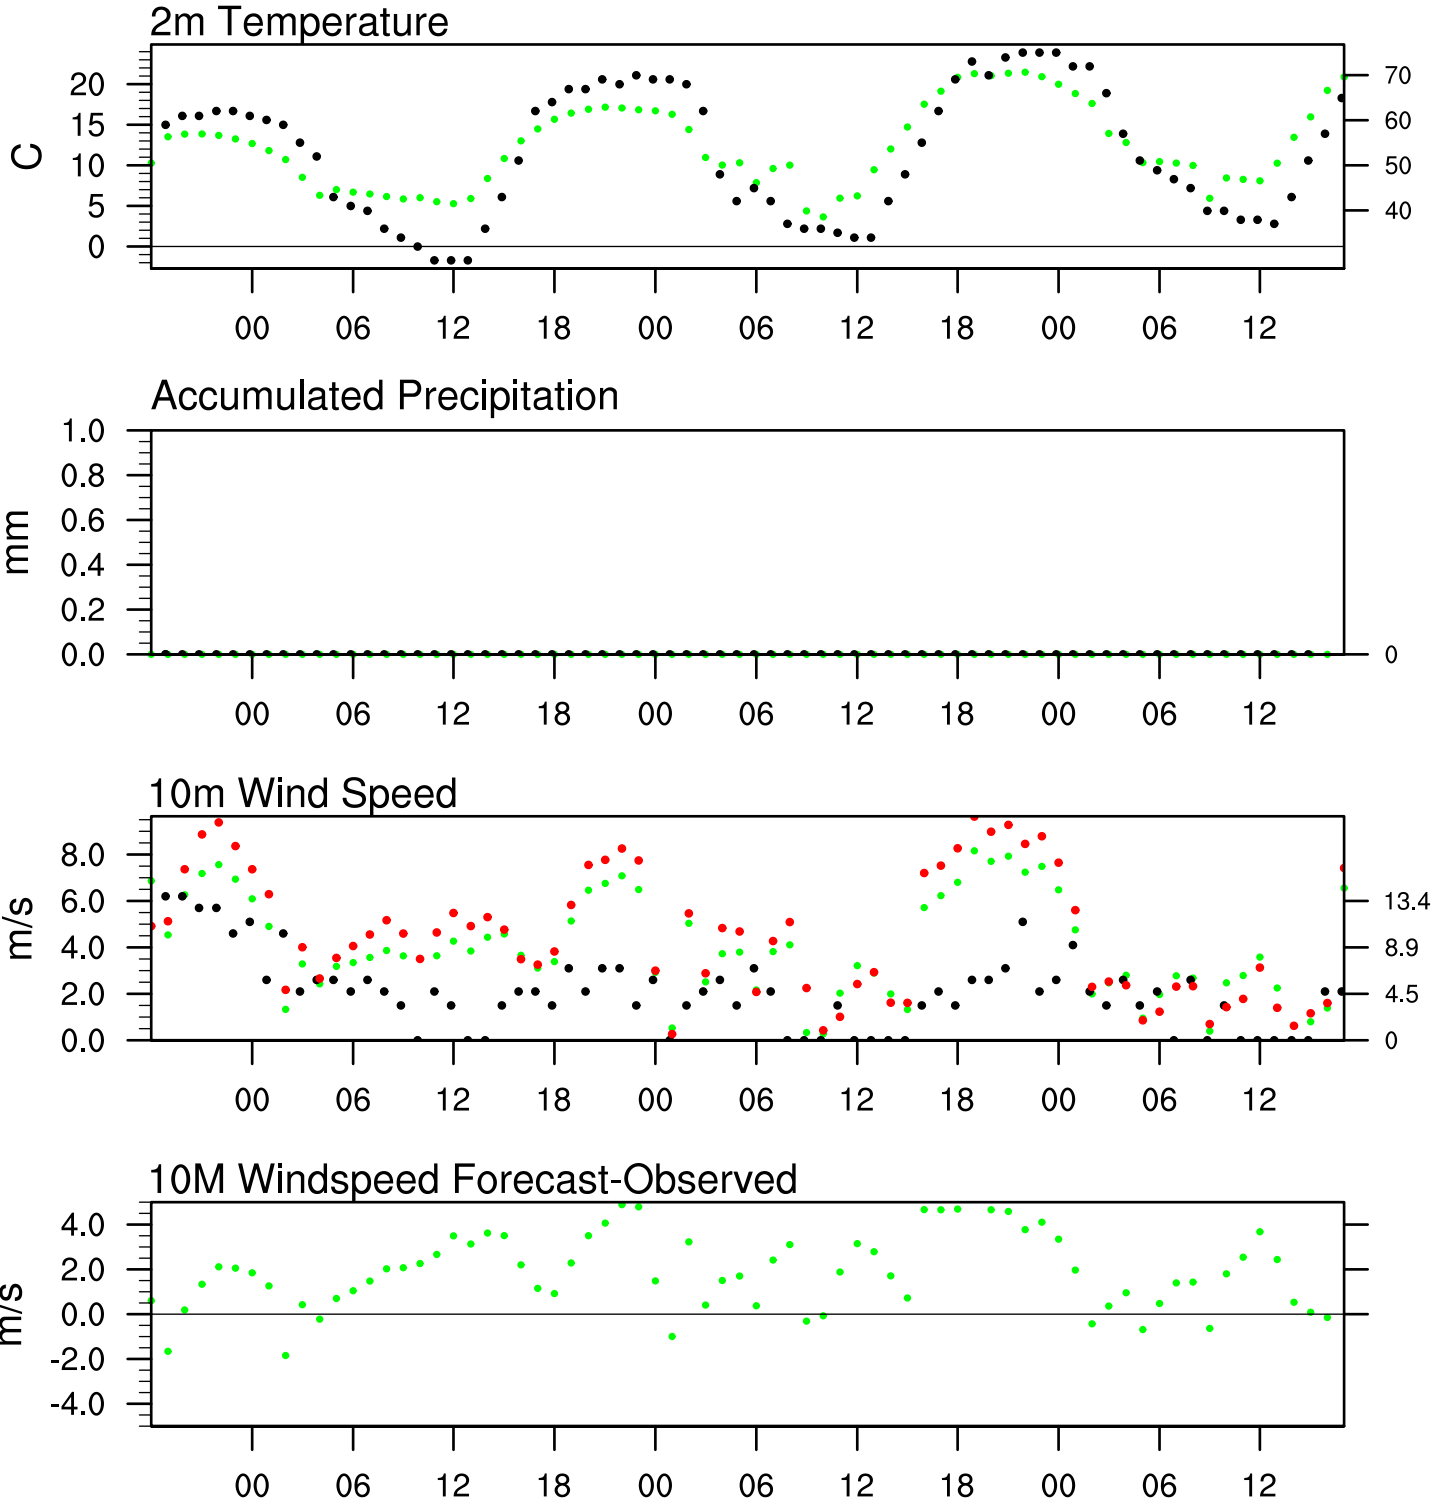 2m Temperature
C
20
15
10
5
0
70
60
50
40
00 06 12 18 00 12 18 00 06 12
Accumulated Precipitation
mm
1.0
0.8
0.6
0.4
0.2
0.0
0
00 06 12 18 00 06 12 18 00 06 12
10m Wind Speed
m/s
8.0
6.0
4.0
2.0
0.0
13.4
8.9
4.5
0
00 06 12 18 00 06 12 18 00 06 12
10M Windspeed Forecast-Observed
m/s
4.0
2.0
0.0
-2.0
-4.0
00 06 12 18 00 06 12 18 00 06 12